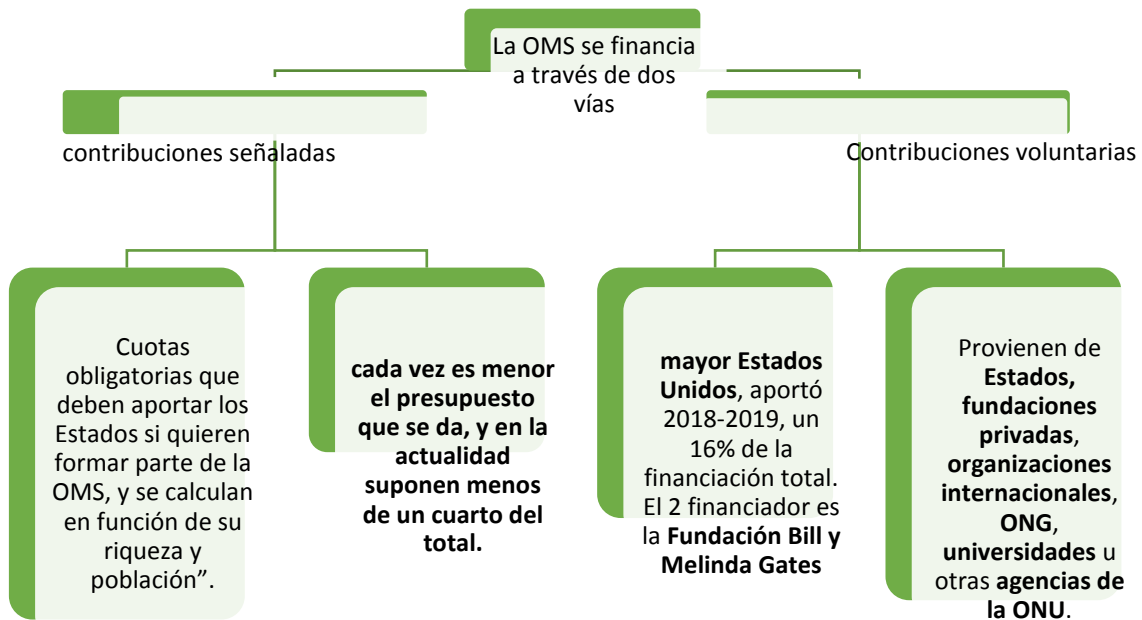 La OMS se financia
a través de dos
vías
contribuciones señaladas
Contribuciones voluntarias
Cuotas
obligatorias que
deben aportar los
Estados si quieren
formar parte de la
OMS, y se calculan
en función de su
riqueza y
población”.
cada vez es menor
el presupuesto
que se da, y en la
actualidad
suponen menos
de un cuarto del
total.
mayor Estados
Unidos, aportó
2018-2019, un
16% de la
financiación total.
El 2 financiador es
la Fundación Bill y
Melinda Gates
Provienen de
Estados,
fundaciones
privadas,
organizaciones
internacionales,
ONG,
universidades u
otras agencias de
la ONU.